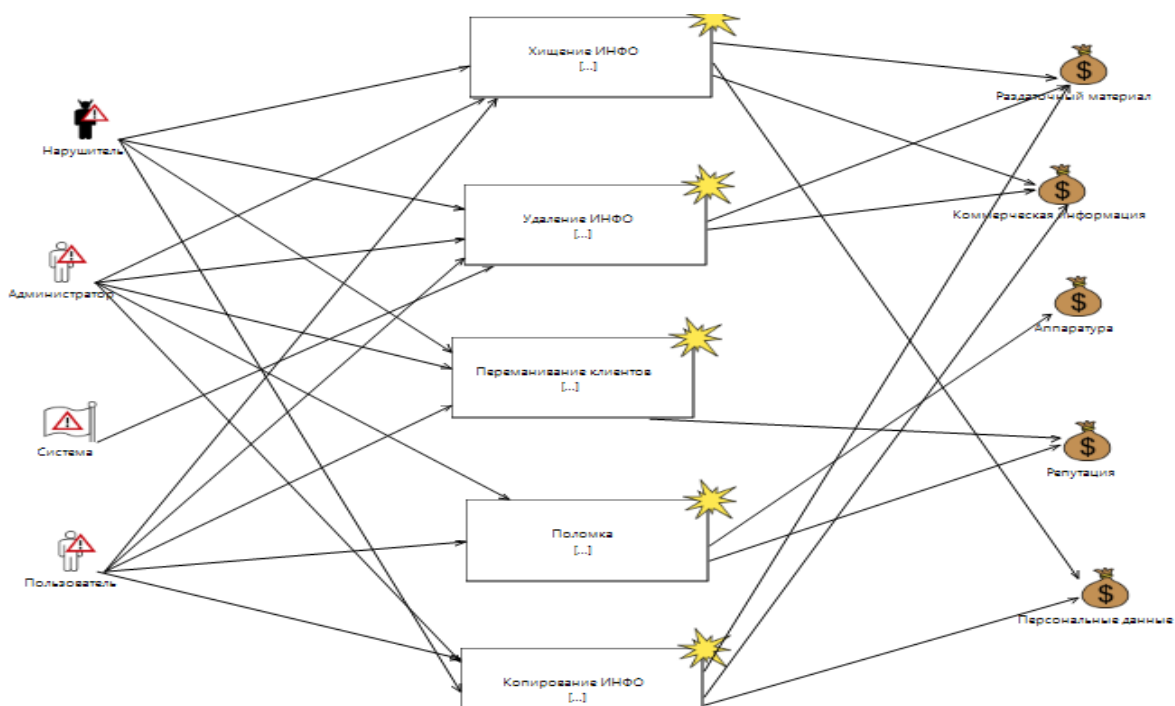 Хищение ИНФО
[...]
Раздаточный материал
Нарушитель
Удаление ИНФО
[...]
Коммерческая информация
Администратор
Аппаратура
Переманивание клиентов
[...]
Система
Репутация
Поломка
[...]
Пользователь
Персональные данные
Копирование ИНФО
[...]